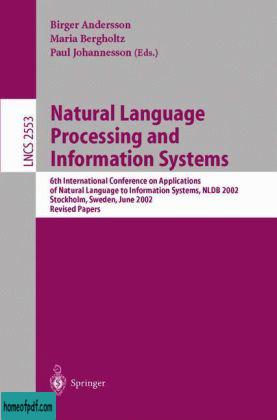 Birger Andersson
Maria Bergholtz
Paul Johannesson (Eds.)
LNCS 2553
Natural Language
Processing and
Information Systems
6th International Conference on Applications
of Natural Language to Information Systems, NLDB 2002
Stockholm, Sweden, June 2002
Revised Papers
Springer
homeofpdf.com